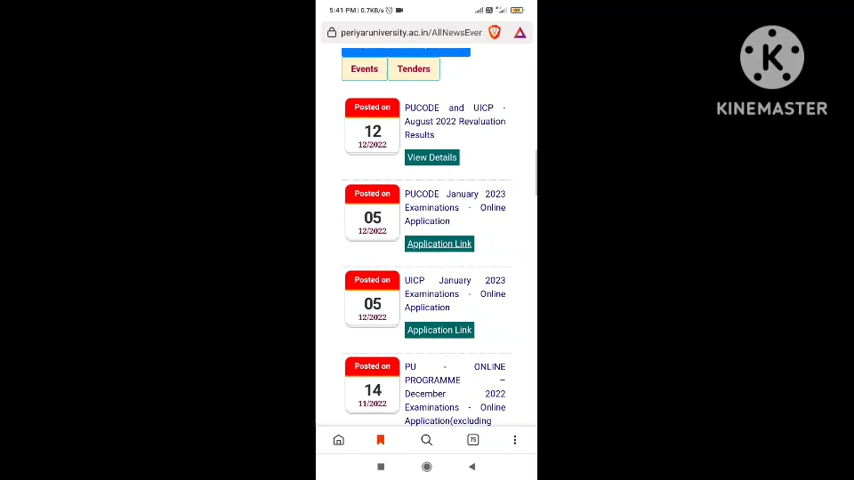 5:41 PM | 0.7KB/s
periyaruniversity.ac.in/AllNewsEver
Events
Tenders
Posted on
12
12/2022
PUCODE and UICP -
August 2022 Revaluation
Results
View Details
Posted on
05
12/2022
PUCODE January 2023
Examinations - Online
Application
Application Link
Posted on
05
12/2022
UICP January 2023
Examinations - Online
Application
Application Link
Posted on
14
11/2022
PU - ONLINE
PROGRAMME –
December 2022
Examinations - Online
Application(excluding
75
KINEMASTER